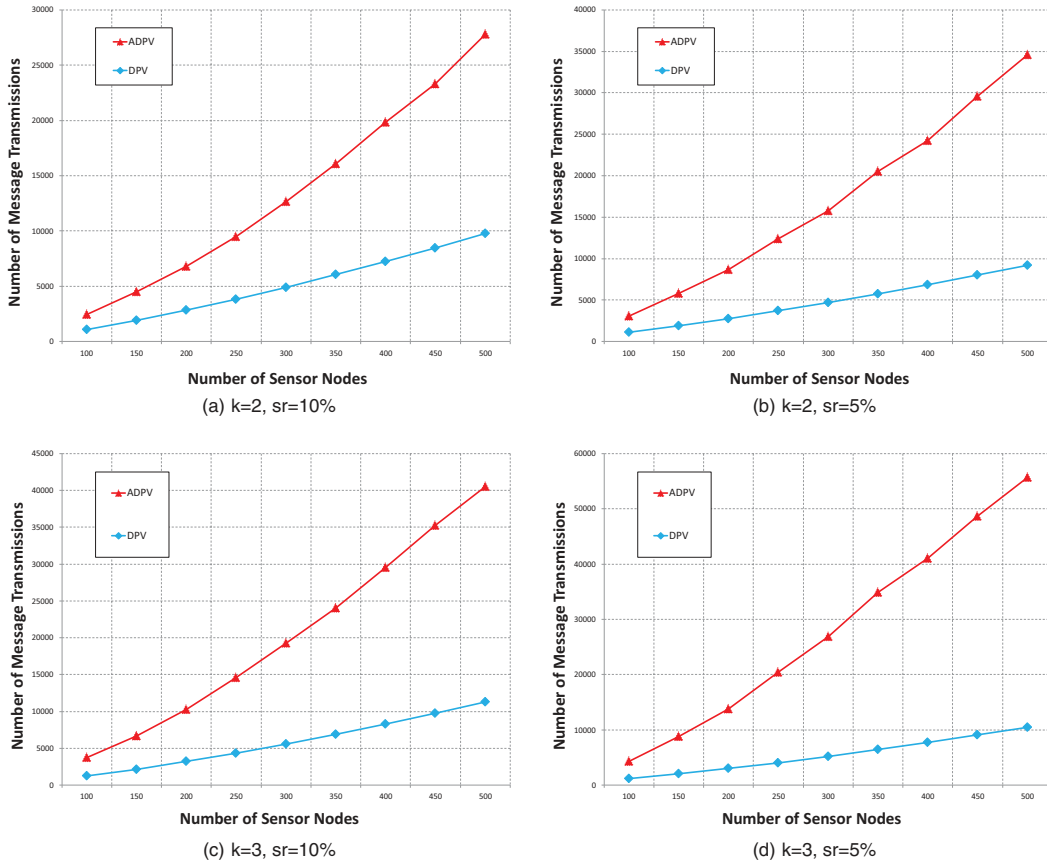 30000
25000
20000
15000
10000
5000
0
Number of Message Transmissions
ADPV
DPV
100 150 200 250 300 350 400 450 500
Number of Sensor Nodes
(a) k=2, sr=10%
40000
35000
30000
25000
20000
15000
10000
5000
0
Number of Message Transmissions
ADPV
DPV
100 150 200 250 300 350 400 450 500
Number of Sensor Nodes
(b) k=2, sr=5%
45000
40000
35000
30000
25000
20000
15000
10000
5000
0
Number of Message Transmissions
ADPV
DPV
100 150 200 250 300 350 400 450 500
Number of Sensor Nodes
(c) k=3, sr=10%
60000
50000
40000
30000
20000
10000
0
Number of Message Transmissions
ADPV
DPV
100 150 200 250 300 350 400 450 500
Number of Sensor Nodes
(d) k=3, sr=5%